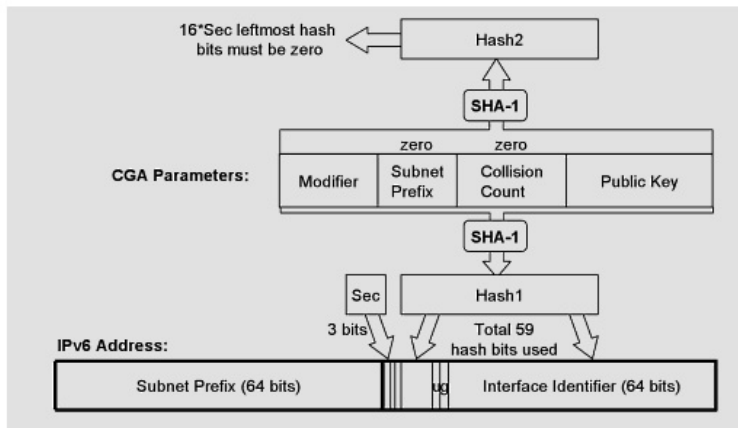 16*Sec leftmost hash
bits must be zero
Hash2
SHA-1
zero
zero
CGA Parameters:
Modifier
Subnet
Prefix
Collision
Count
Public Key
SHA-1
Sec
Hash1
3 bits
Total 59
hash bits used
IPv6 Address:
Subnet Prefix (64 bits)
ug
Interface Identifier (64 bits)